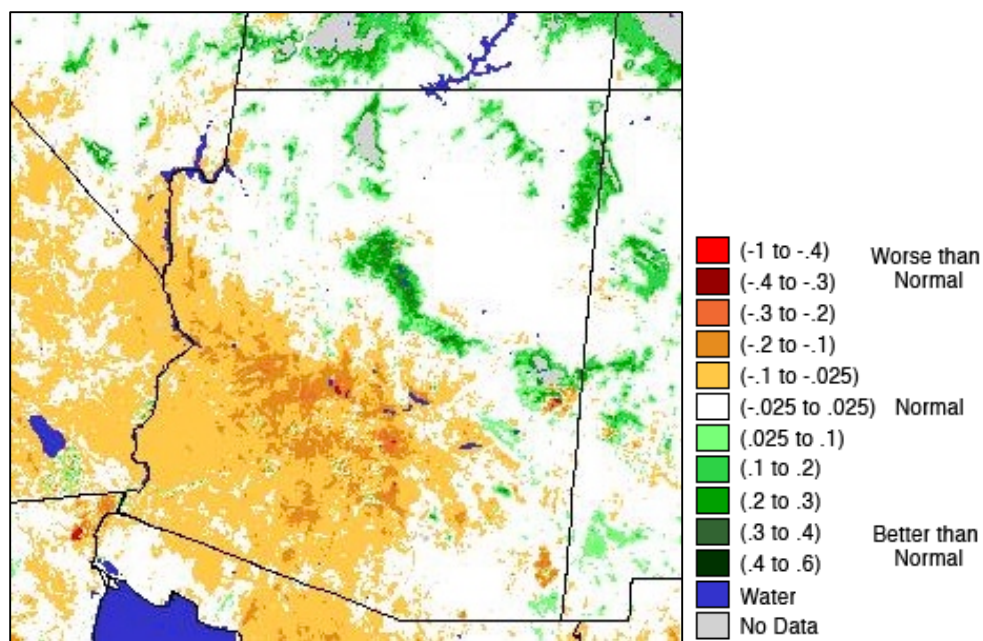 (-1 to -.4)
Worse than
Normal
(-.4 to -.3)
(-.3 to -.2)
(-.2 to -.1)
(-.1 to -.025)
(-.025 to .025)
Normal
(.025 to .1)
(.1 to .2)
(.2 to .3)
(.3 to .4)
Better than
Normal
(.4 to .6)
Water
No Data